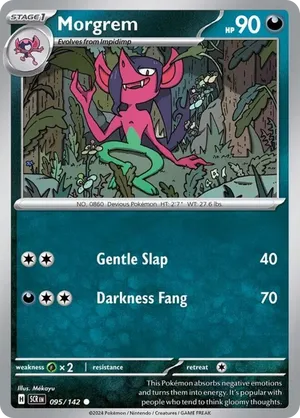 STAGE 1
Morgrem
HP 90
Evolves from Impidimp
NO. 0860 Devious Pokémon HT: 2'7" WT: 27.6 lbs
Gentle Slap 40
Darkness Fang 70
weakness ×2 resistance retreat
Illus. Mékayu
H SCR EN 095/142
This Pokémon absorbs negative emotions
and turns them into energy. It's popular with
people who tend to think gloomy thoughts.
©2024 Pokémon / Nintendo / Creatures / GAME FREAK